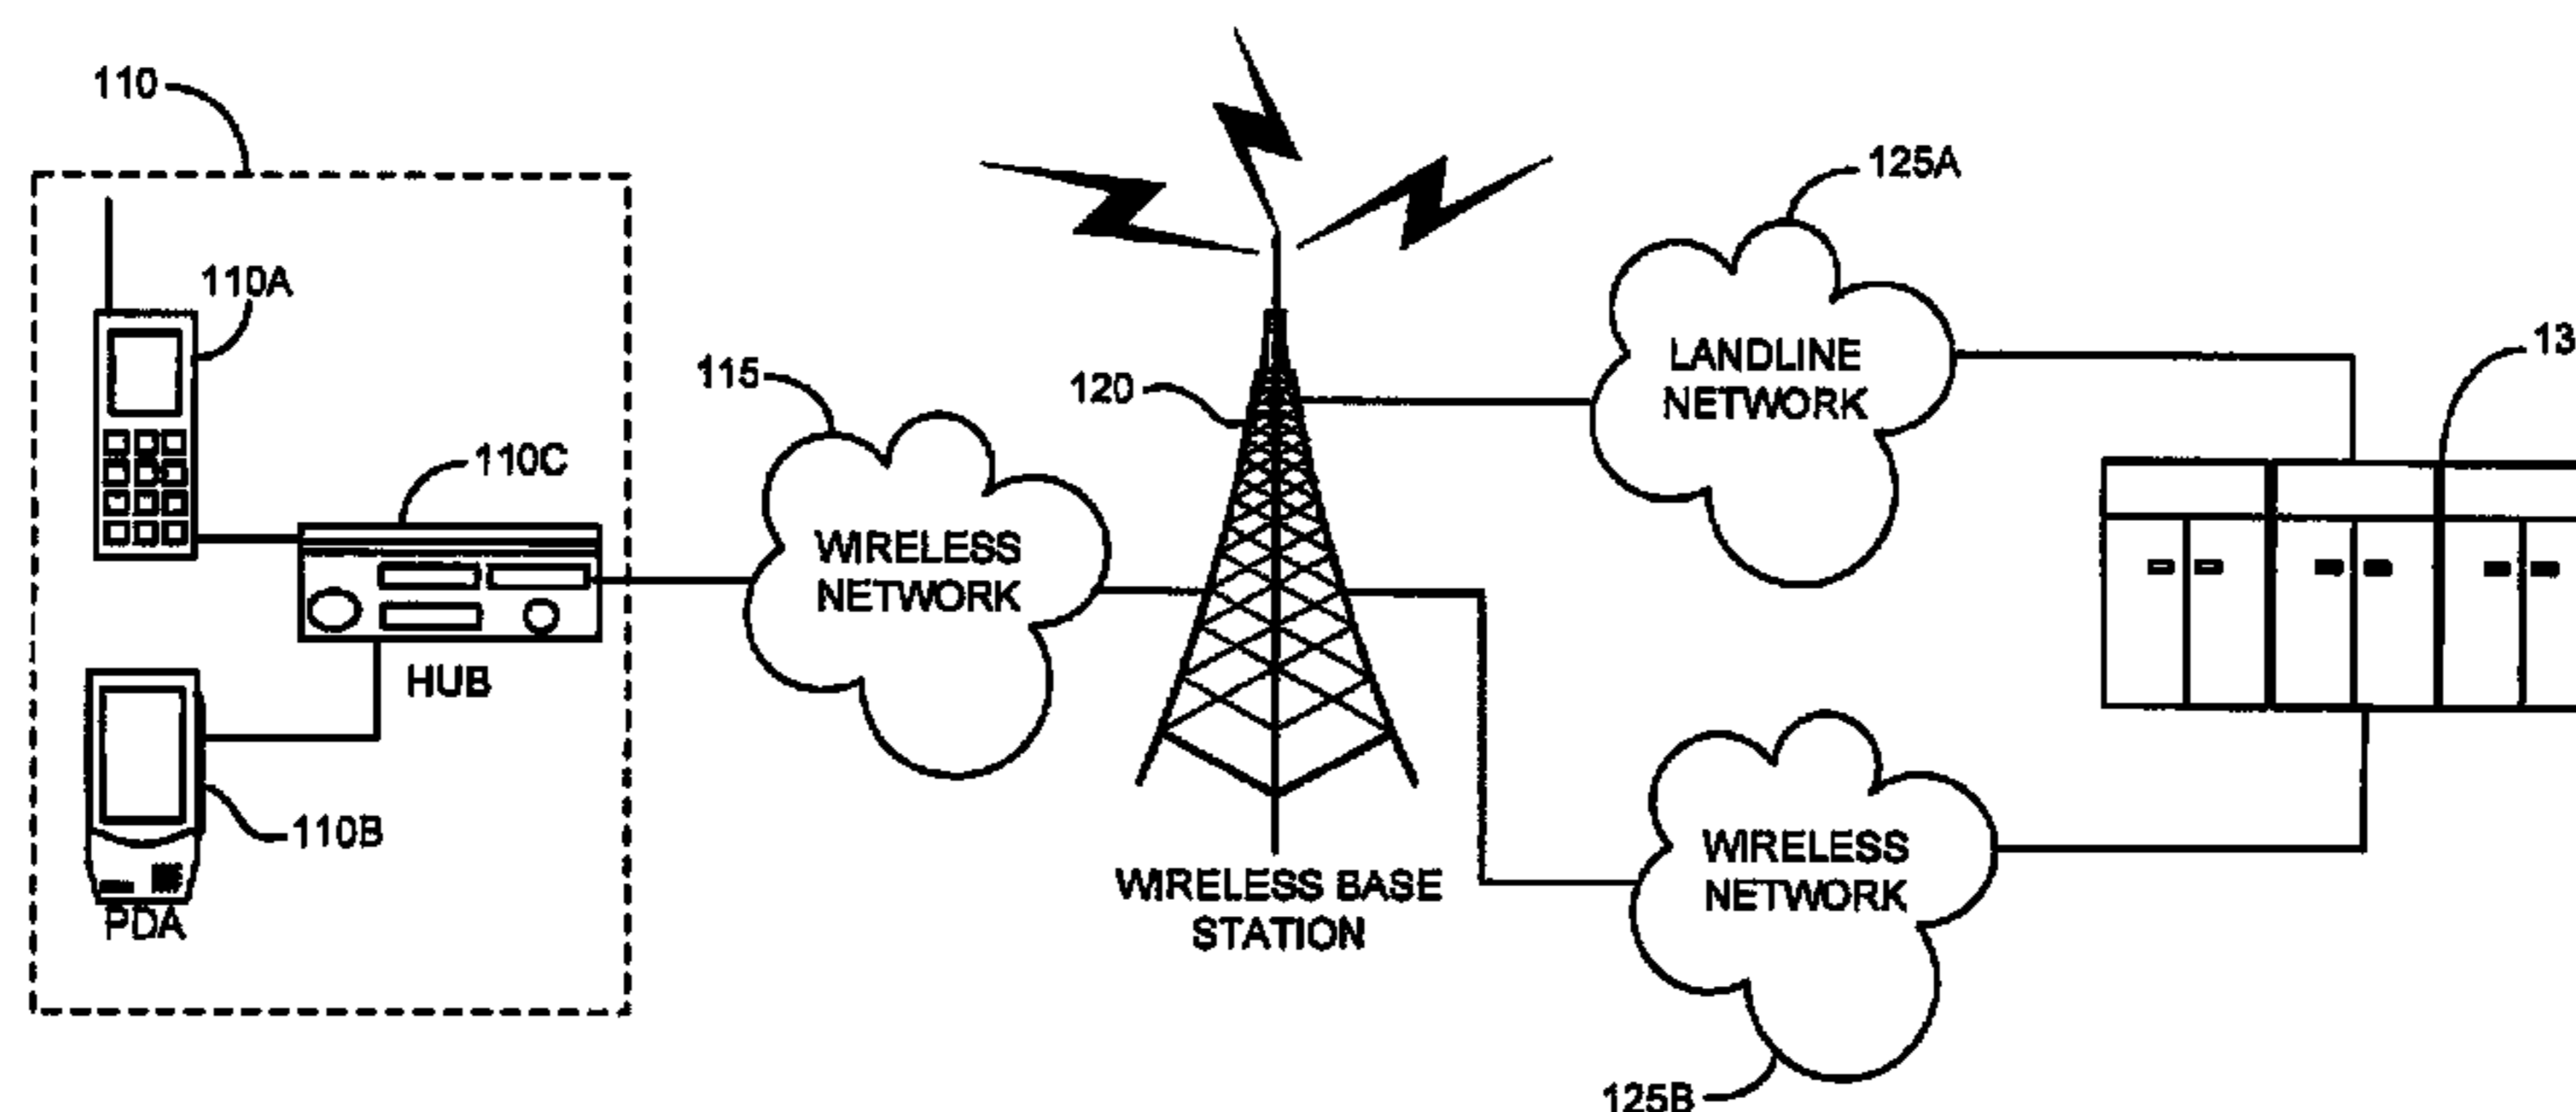 110
110A
110C
HUB
110B
PDA
115
WIRELESS
NETWORK
120
WIRELESS BASE
STATION
125A
LANDLINE
NETWORK
WIRELESS
NETWORK
125B
13